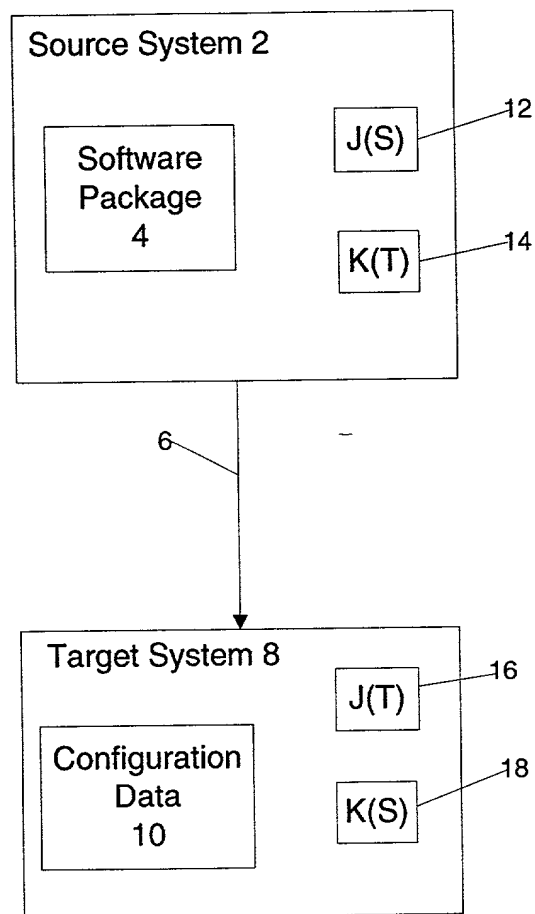 Source System 2
Software
Package
4
J(S)
12
K(T)
14
6
Target System 8
Configuration
Data
10
J(T)
16
K(S)
18